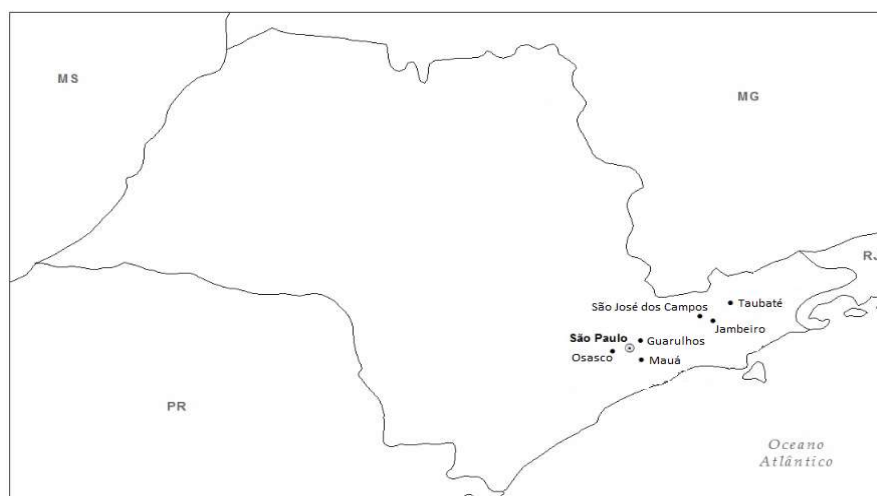 MS
MG
RJ
Taubaté
São José dos Campos
Jambeiro
São Paulo
Guarulhos
Osasco
Mauá
PR
Oceano
Atlântico